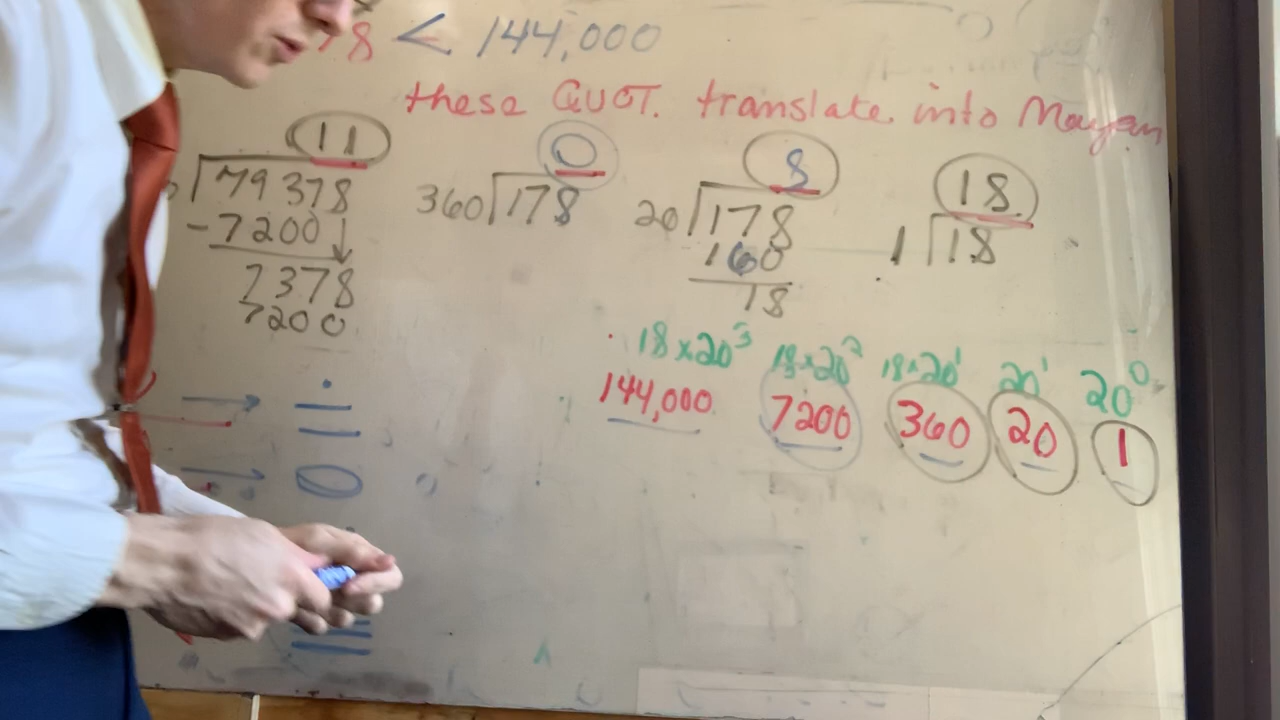 78 < 144,000
these QUOT. translate into Mayan
11 0 8 18
79378 360 178 20 178 1 18
-7200 160
7378 18
7200
18×20³ 18×20² 18×20¹ 20¹ 20⁰
144,000 7200 360 20 1